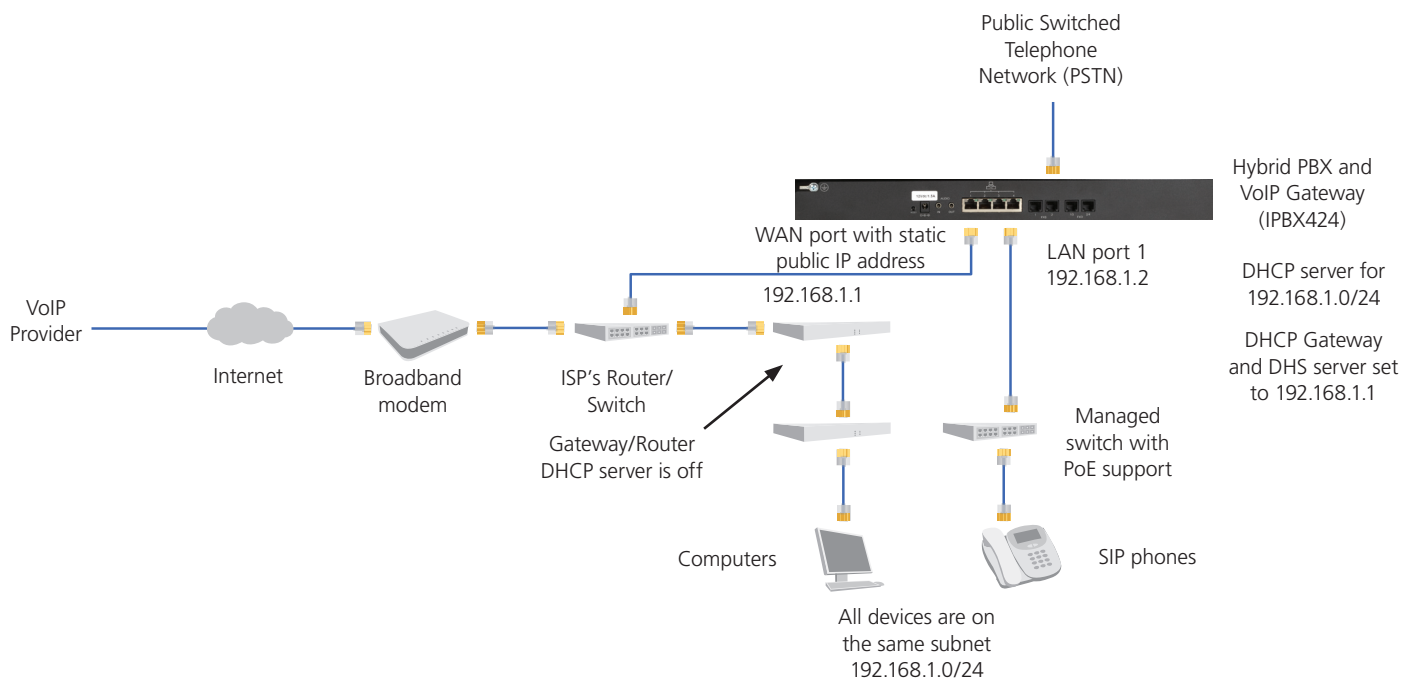 Public Switched
Telephone
Network (PSTN)
Hybrid PBX and
VoIP Gateway
(IPBX424)
DHCP server for
192.168.1.0/24
DHCP Gateway
and DHS server set
to 192.168.1.1
WAN port with static
public IP address
192.168.1.1
LAN port 1
192.168.1.2
VoIP
Provider
Internet
Broadband
modem
ISP's Router/
Switch
Gateway/Router
DHCP server is off
Managed
switch with
PoE support
Computers
SIP phones
All devices are on
the same subnet
192.168.1.0/24